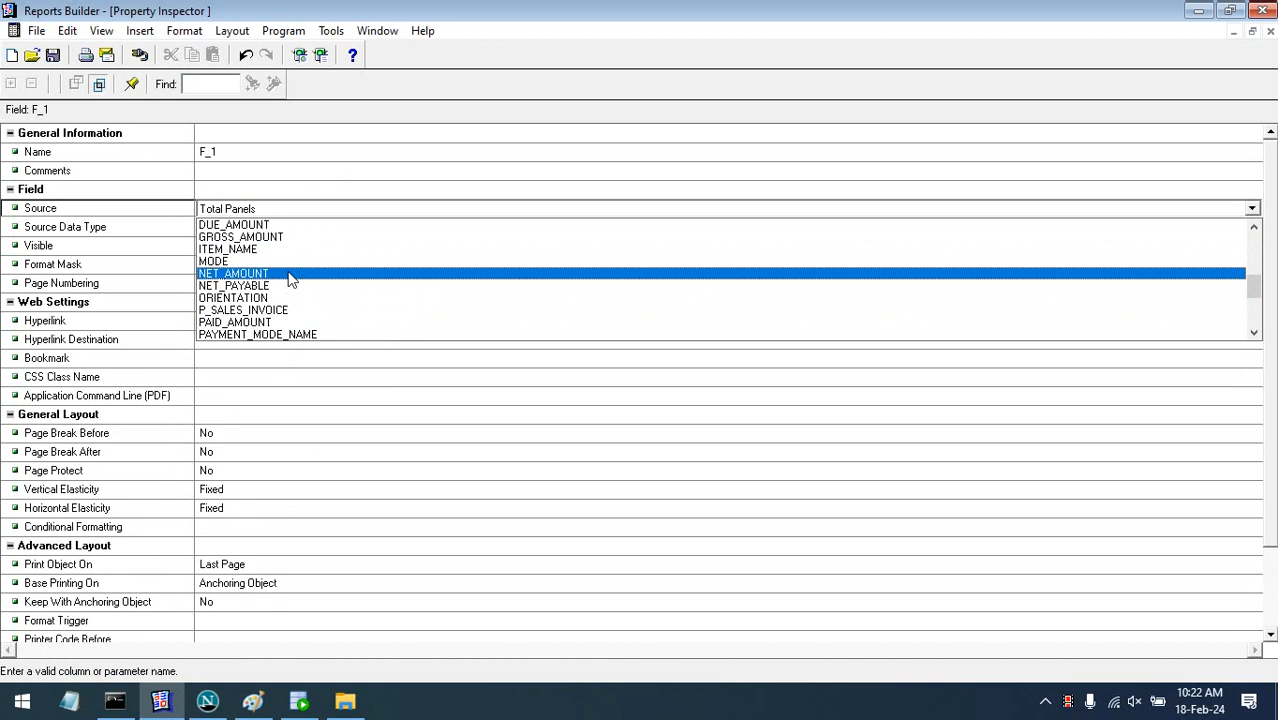 Reports Builder - [Property Inspector ]
File Edit View Insert Format Layout Program Tools Window Help
Find:
Field: F_1
General Information
Name F_1
Comments
Field
Source Total Panels
Source Data Type DUE_AMOUNT
GROSS_AMOUNT
Visible ITEM_NAME
MODE
Format Mask NET_AMOUNT
Page Numbering NET_PAYABLE
ORIENTATION
Web Settings P_SALES_INVOICE
Hyperlink PAID_AMOUNT
Hyperlink Destination PAYMENT_MODE_NAME
Bookmark
CSS Class Name
Application Command Line (PDF)
General Layout
Page Break Before No
Page Break After No
Page Protect No
Vertical Elasticity Fixed
Horizontal Elasticity Fixed
Conditional Formatting
Advanced Layout
Print Object On Last Page
Base Printing On Anchoring Object
Keep With Anchoring Object No
Format Trigger
Printer Code Before
Enter a valid column or parameter name.
10:22 AM
18-Feb-24